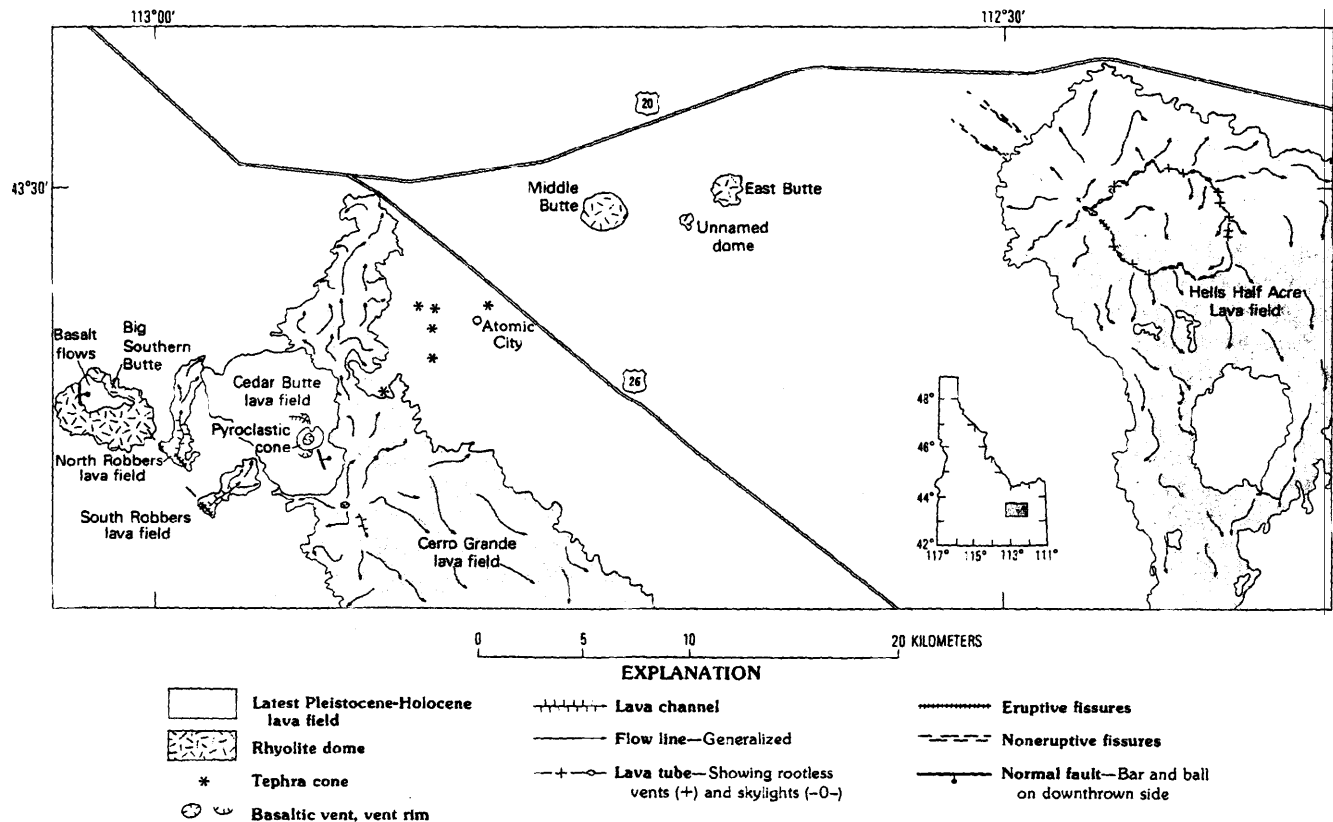 113°00'
112°30'
20
43°30'
Middle
Butte
East Butte
Unnamed
dome
Hells Half Acre
Lava field
Atomic
City
Basalt
flows
Big
Southern
Butte
Cedar Butte
lava field
Pyroclastic
cone
26
North Robbers
lava field
South Robbers
lava field
Cerro Grande
lava field
48°
46°
44°
42°
117°
115°
112°
111°
0
5
10
20 KILOMETERS
EXPLANATION
Latest Pleistocene-Holocene
lava field
Rhyolite dome
Tephra cone
Basaltic vent, vent rim
Lava channel
Flow line—Generalized
Lava tube—Showing rootless
vents (+) and skylights (-O-)
Eruptive fissures
Noneruptive fissures
Normal fault—Bar and ball
on downthrown side